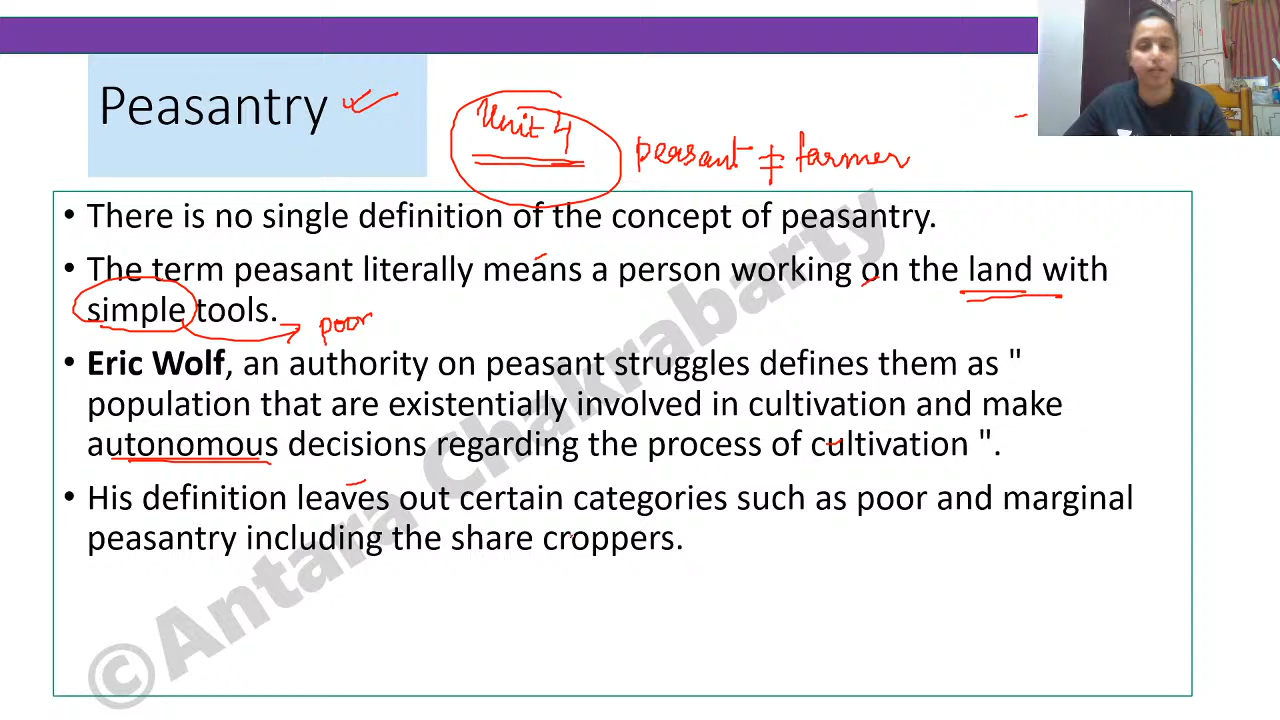 Peasantry
Unit 4
peasant ≠ farmer
• There is no single definition of the concept of peasantry.
• The term peasant literally means a person working on the land with
simple tools.
poor
• Eric Wolf, an authority on peasant struggles defines them as "
population that are existentially involved in cultivation and make
autonomous decisions regarding the process of cultivation ".
• His definition leaves out certain categories such as poor and marginal
peasantry including the share croppers.
©Antara Chakrabarty